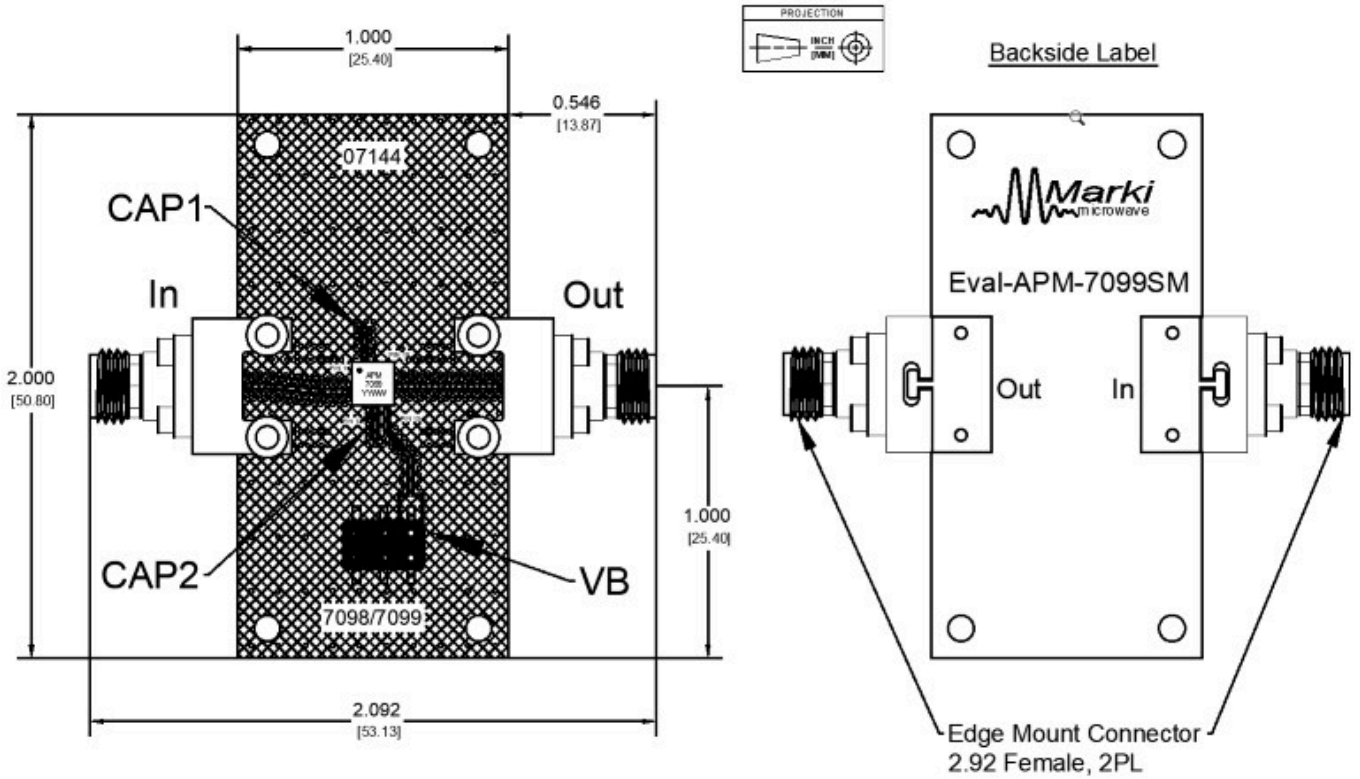 PROJECTION
INCH
[MM]
Backside Label
1.000
[25.40]
0.546
[13.87]
07144
CAP1
In
Out
2.000
[50.80]
APM
7099
YYWW
1.000
[25.40]
CAP2
VB
7098/7099
2.092
[53.13]
Marki
microwave
Eval-APM-7099SM
Out
In
Edge Mount Connector
2.92 Female, 2PL